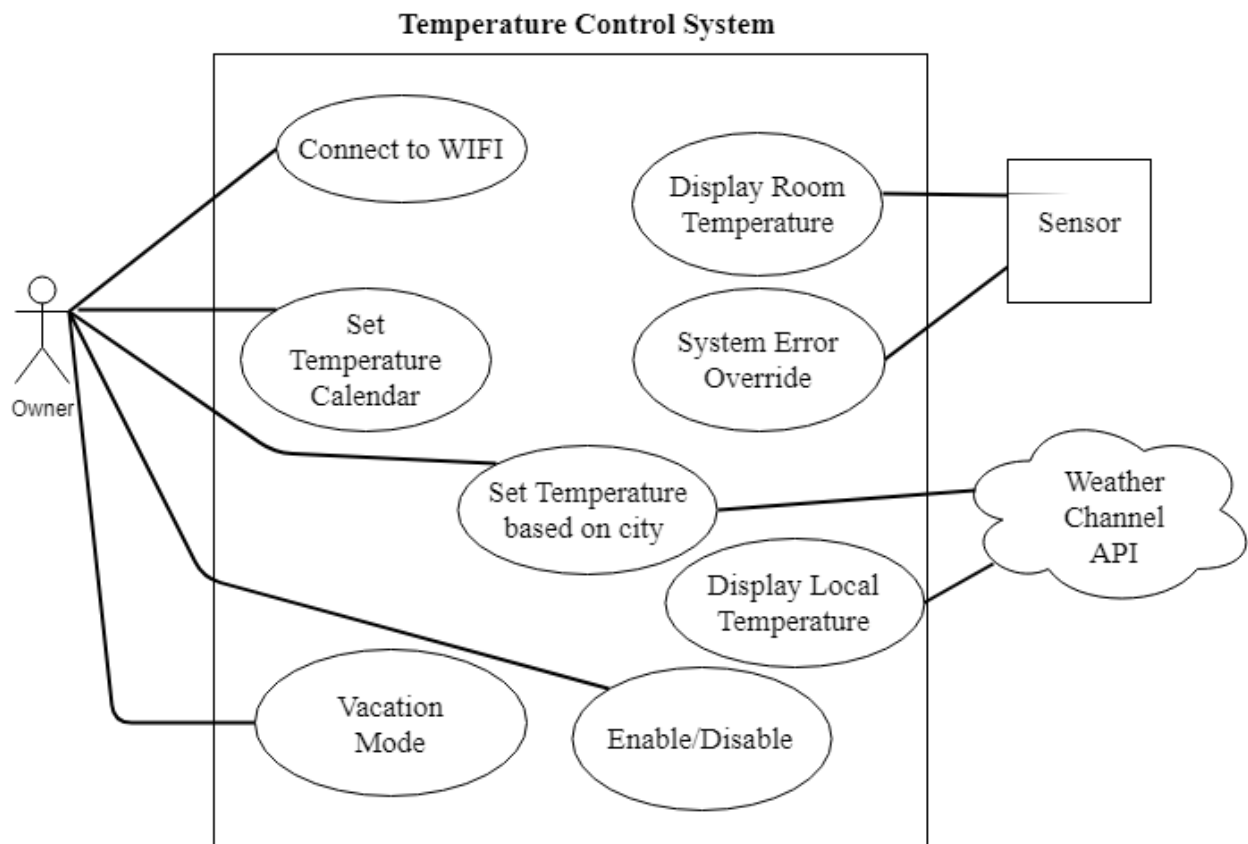 Temperature Control System
Connect to WIFI
Display Room
Temperature
Sensor
Set
Temperature
Calendar
System Error
Override
Owner
Set Temperature
based on city
Weather
Channel
API
Display Local
Temperature
Vacation
Mode
Enable/Disable